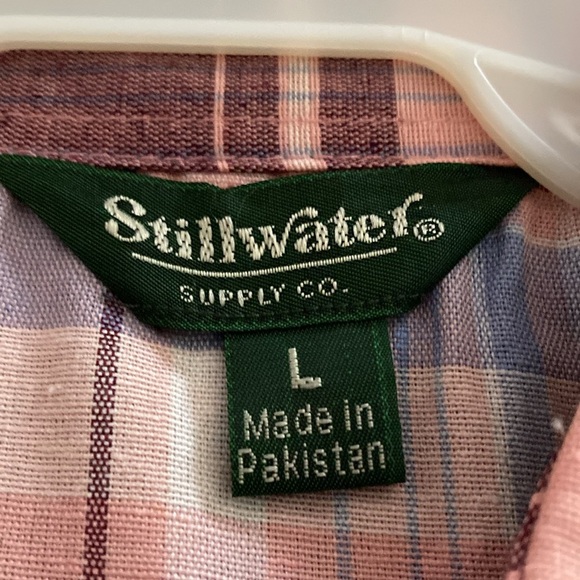 Stillwater®
SUPPLY CO.
L
Made in
Pakistan